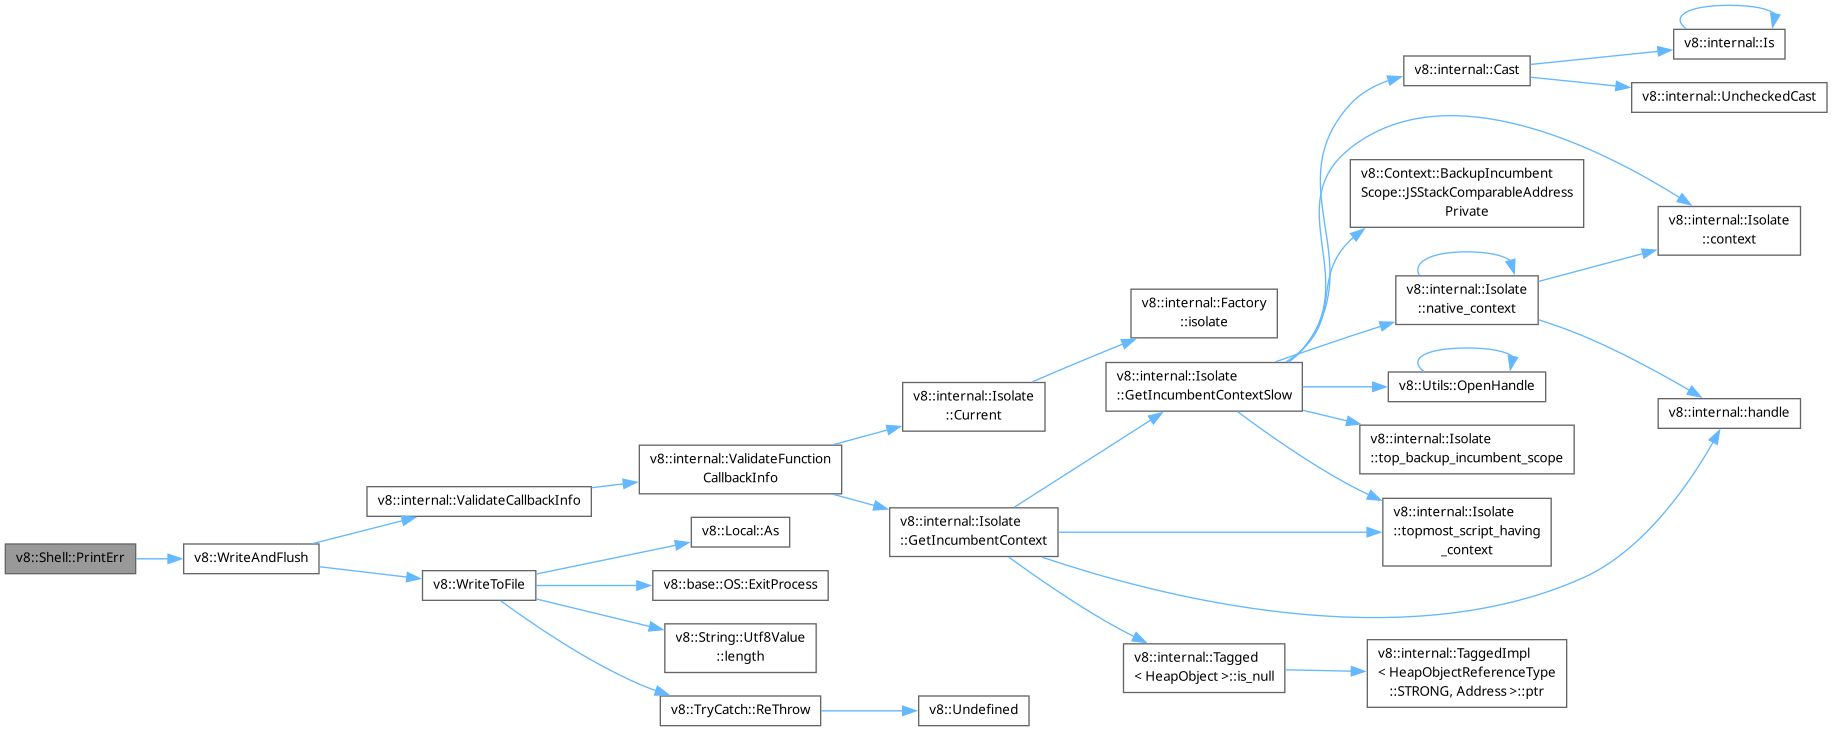 v8::Shell::PrintErr
v8::WriteAndFlush
v8::internal::ValidateCallbackInfo
v8::WriteToFile
v8::internal::ValidateFunction
CallbackInfo
v8::Local::As
v8::base::OS::ExitProcess
v8::String::Utf8Value
::length
v8::TryCatch::ReThrow
v8::internal::Isolate
::Current
v8::internal::Isolate
::GetIncumbentContext
v8::Undefined
v8::internal::Factory
::isolate
v8::internal::Isolate
::GetIncumbentContextSlow
v8::internal::Tagged
< HeapObject >::is_null
v8::internal::Cast
v8::Context::BackupIncumbent
Scope::JSStackComparableAddress
Private
v8::internal::Isolate
::native_context
v8::Utils::OpenHandle
v8::internal::Isolate
::top_backup_incumbent_scope
v8::internal::Isolate
::topmost_script_having
_context
v8::internal::TaggedImpl
< HeapObjectReferenceType
::STRONG, Address >::ptr
v8::internal::Is
v8::internal::UncheckedCast
v8::internal::Isolate
::context
v8::internal::handle